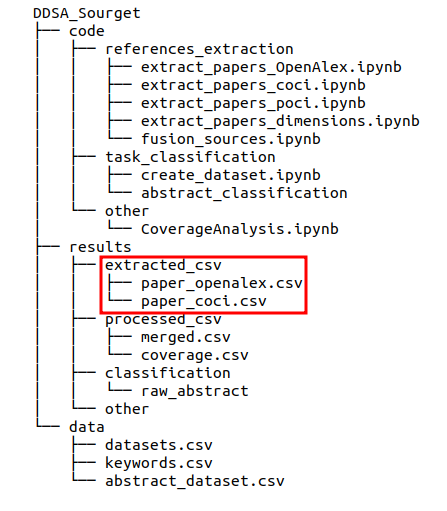 DDSA_Sourget
├── code
│   ├── references_extraction
│   │   ├── extract_papers_OpenAlex.ipynb
│   │   ├── extract_papers_coci.ipynb
│   │   ├── extract_papers_poci.ipynb
│   │   ├── extract_papers_dimensions.ipynb
│   │   └── fusion_sources.ipynb
│   ├── task_classification
│   │   ├── create_dataset.ipynb
│   │   └── abstract_classification
│   └── other
│       └── CoverageAnalysis.ipynb
├── results
│   ├── extracted_csv
│   │   ├── paper_openalex.csv
│   │   └── paper_coci.csv
│   ├── processed_csv
│   │   ├── merged.csv
│   │   └── coverage.csv
│   ├── classification
│   │   └── raw_abstract
│   └── other
└── data
    ├── datasets.csv
    ├── keywords.csv
    └── abstract_dataset.csv